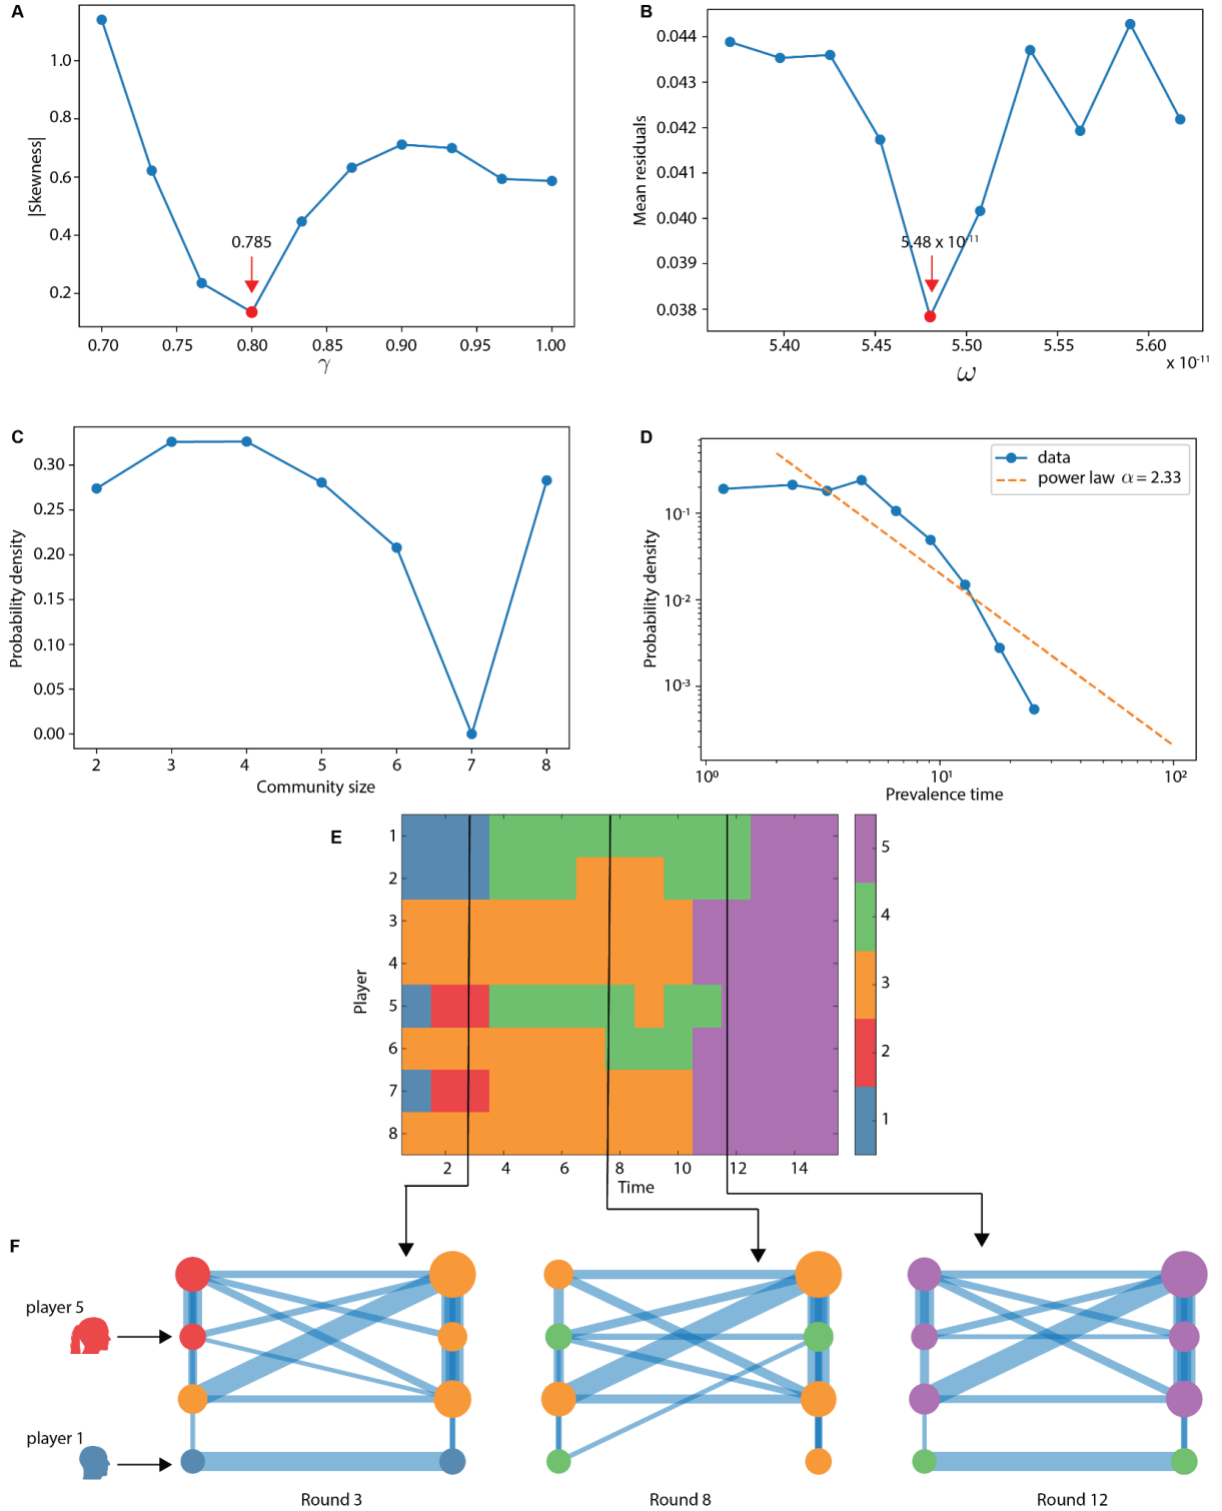 A
1.0
0.8
0.6
0.4
0.2
|Skewness|
0.785
0.70
0.75
0.80
0.85
0.90
0.95
1.00
γ
B
0.044
0.043
0.042
0.041
0.040
0.039
0.038
Mean residuals
5.48 x 10⁻¹¹
5.40
5.45
5.50
5.55
5.60
x 10⁻¹¹
ω
C
0.30
0.25
0.20
0.15
0.10
0.05
0.00
Probability density
2
3
4
5
6
7
8
Community size
D
data
power law α = 2.33
10⁻¹
10⁻²
10⁻³
Probability density
10⁰
10¹
10²
Prevalence time
E
1
2
3
4
5
6
7
8
Player
2
4
6
8
10
12
14
Time
5
4
3
2
1
F
player 5
player 1
Round 3
Round 8
Round 12